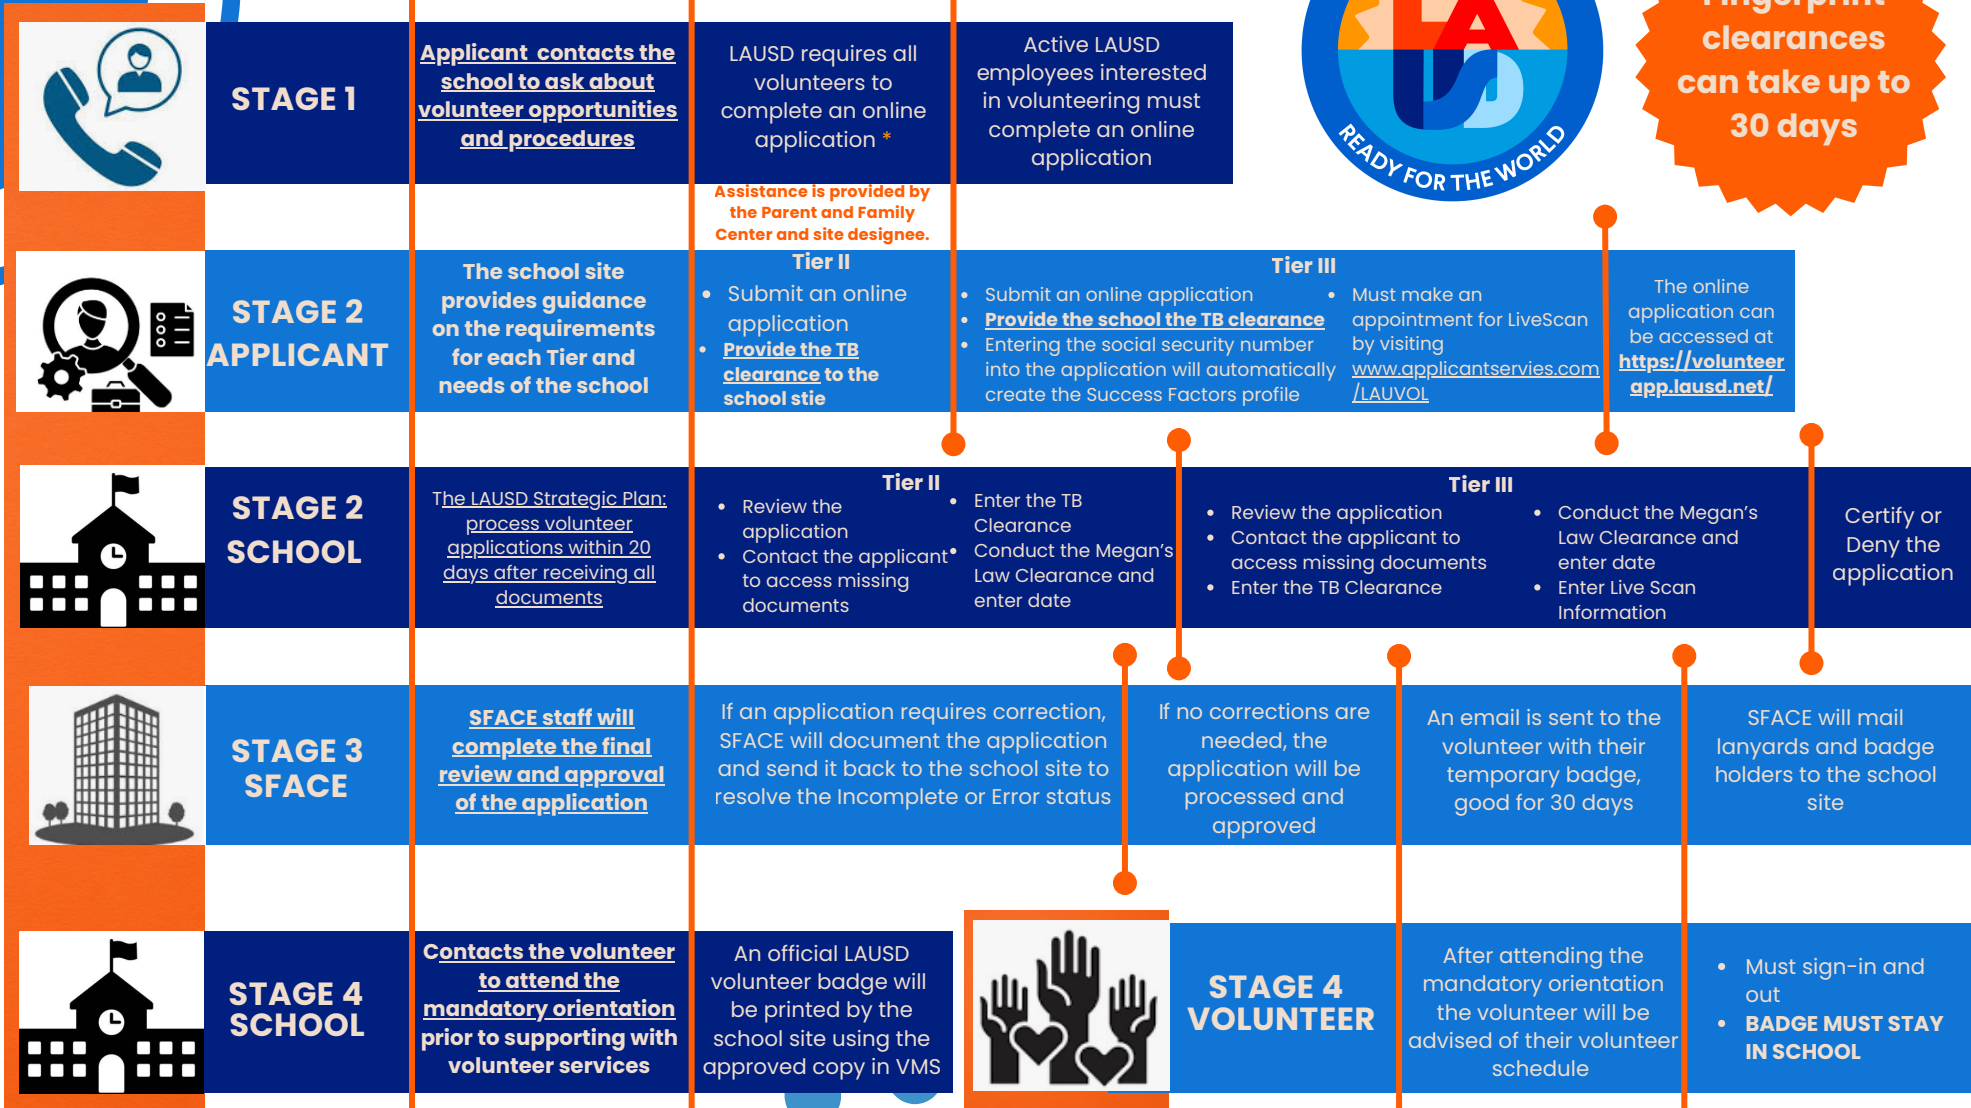 Fingerprint
clearances
can take up to
30 days
READY FOR THE WORLD
STAGE 1
Applicant contacts the
school to ask about
volunteer opportunities
and procedures
LAUSD requires all
volunteers to
complete an online
application *
Active LAUSD
employees interested
in volunteering must
complete an online
application
Assistance is provided by
the Parent and Family
Center and site designee.
STAGE 2
APPLICANT
The school site
provides guidance
on the requirements
for each Tier and
needs of the school
Tier II
• Submit an online
application
• Provide the TB
clearance to the
school stie
Tier III
• Submit an online application
• Provide the school the TB clearance
• Entering the social security number
into the application will automatically
create the Success Factors profile
• Must make an
appointment for LiveScan
by visiting
www.applicantservies.com
/LAUVOL
The online
application can
be accessed at
https://volunteer
app.lausd.net/
STAGE 2
SCHOOL
The LAUSD Strategic Plan:
process volunteer
applications within 20
days after receiving all
documents
Tier II
• Review the
application
• Contact the applicant
to access missing
documents
• Enter the TB
Clearance
• Conduct the Megan's
Law Clearance and
enter date
Tier III
• Review the application
• Contact the applicant to
access missing documents
• Enter the TB Clearance
• Conduct the Megan's
Law Clearance and
enter date
• Enter Live Scan
Information
Certify or
Deny the
application
STAGE 3
SFACE
SFACE staff will
complete the final
review and approval
of the application
If an application requires correction,
SFACE will document the application
and send it back to the school site to
resolve the Incomplete or Error status
If no corrections are
needed, the
application will be
processed and
approved
An email is sent to the
volunteer with their
temporary badge,
good for 30 days
SFACE will mail
lanyards and badge
holders to the school
site
STAGE 4
SCHOOL
Contacts the volunteer
to attend the
mandatory orientation
prior to supporting with
volunteer services
An official LAUSD
volunteer badge will
be printed by the
school site using the
approved copy in VMS
STAGE 4
VOLUNTEER
After attending the
mandatory orientation
the volunteer will be
advised of their volunteer
schedule
• Must sign-in and
out
• BADGE MUST STAY
IN SCHOOL